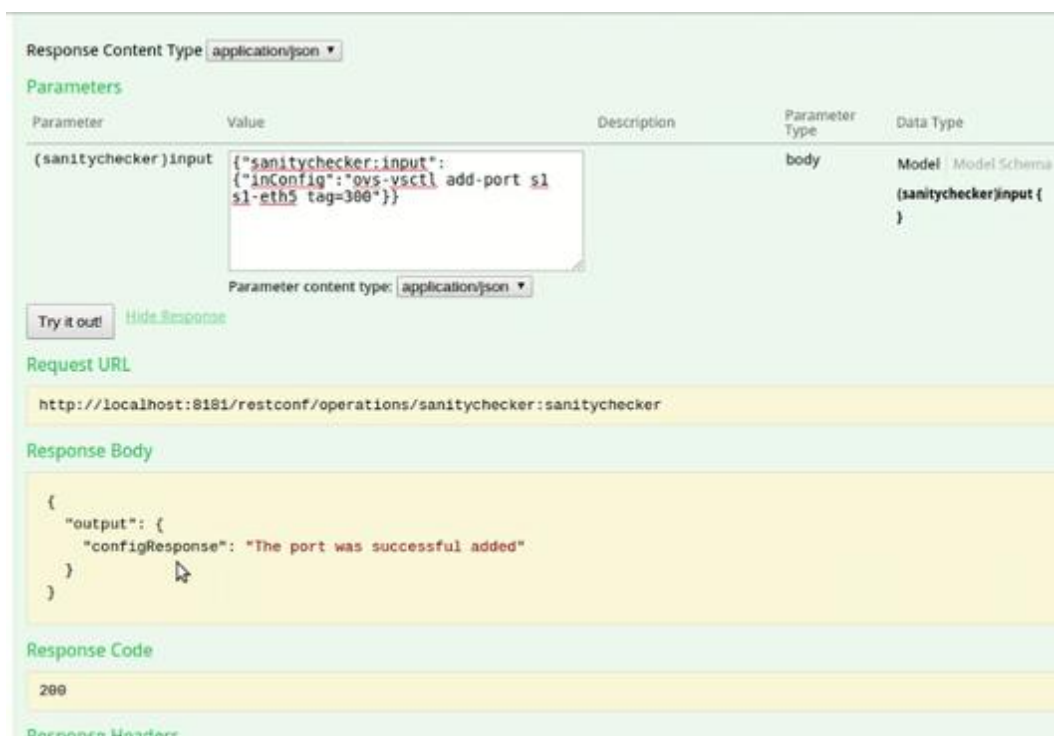 Response Content Type application/json
Parameters
Parameter Value Description Parameter Type Data Type
(sanitychecker)input
{"sanitychecker:input":
{"inConfig":"ovs-vsctl add-port s1
s1-eth5 tag=300"}}
body
Model Model Schema
(sanitychecker)input {
}
Parameter content type: application/json
Try it out! Hide Response
Request URL
http://localhost:8181/restconf/operations/sanitychecker:sanitychecker
Response Body
{
"output": {
"configResponse": "The port was successful added"
}
}
Response Code
200
Response Headers